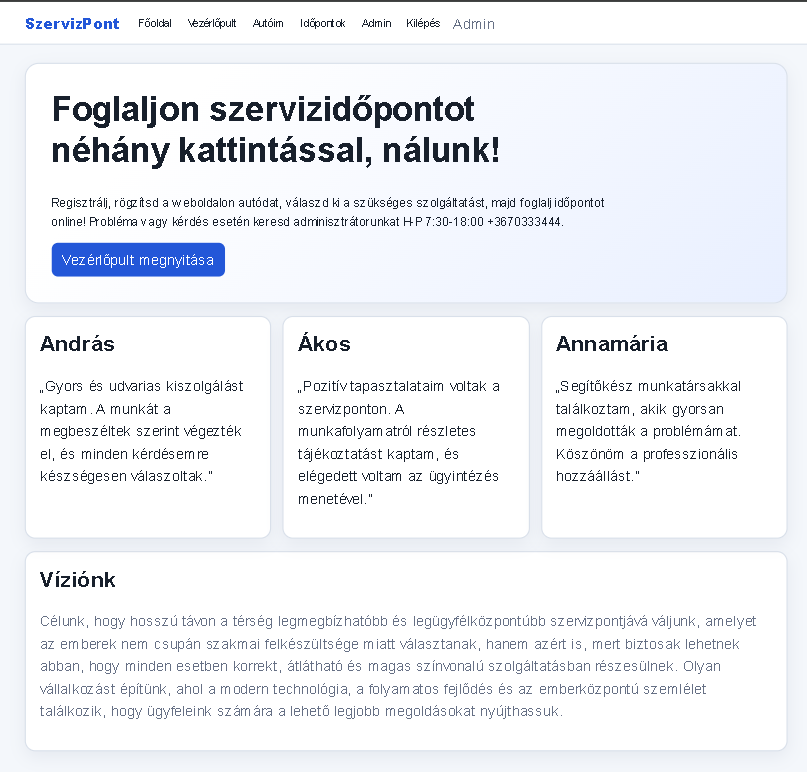 SzervizPont Főoldal Vezérlőpult Autóim Időpontok Admin Kilépés Admin
Foglaljon szervizidőpontot
néhány kattintással, nálunk!
Regisztrálj, rögzítsd a weboldalon autódat, válaszd ki a szükséges szolgáltatást, majd foglalj időpontot
online! Probléma vagy kérdés esetén keresd adminisztrátorunkat H-P 7:30-18:00 +3670333444.
Vezérlőpult megnyitása
András
„Gyors és udvarias kiszolgálást
kaptam. A munkát a
megbeszéltek szerint végezték
el, és minden kérdésemre
készségesen válaszoltak.”
Ákos
„Pozitív tapasztalataim voltak a
szervizponton. A
munkafolyamatról részletes
tájékoztatást kaptam, és
elégedett voltam az ügyintézés
menetével.”
Annamária
„Segítőkész munkatársakkal
találkoztam, akik gyorsan
megoldották a problémámat.
Köszönöm a professzionális
hozzáállást.”
Víziónk
Célunk, hogy hosszú távon a térség legmegbízhatóbb és legügyfélközpontúbb szervizpontjává váljunk, amelyet
az emberek nem csupán szakmai felkészültsége miatt választanak, hanem azért is, mert biztosak lehetnek
abban, hogy minden esetben korrekt, átlátható és magas színvonalú szolgáltatásban részesülnek. Olyan
vállalkozást építünk, ahol a modern technológia, a folyamatos fejlődés és az emberközpontú szemlélet
találkozik, hogy ügyfeleink számára a lehető legjobb megoldásokat nyújthassuk.